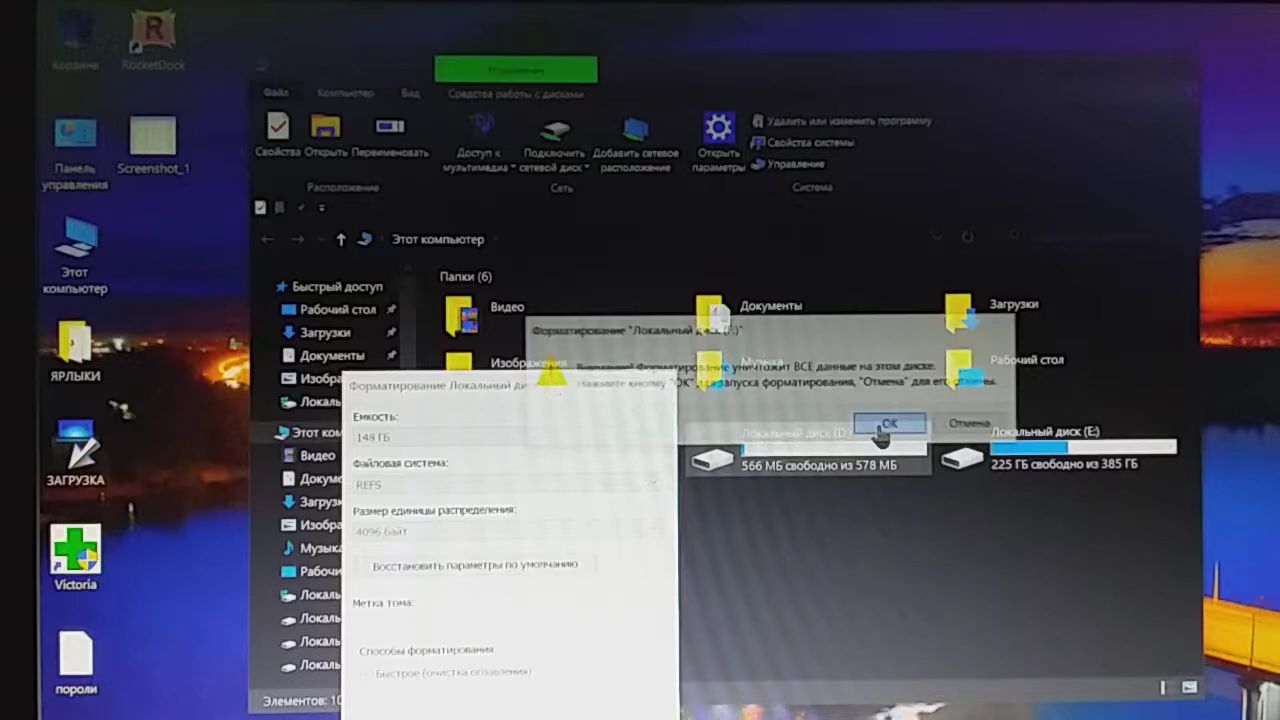 Корзина
RocketDock
Панель управления
Screenshot_1
Этот компьютер
ЯРЛЫКИ
ЗАГРУЗКА
Victoria
пороли
Управление
Файл
Компьютер
Вид
Средства работы с дисками
Свойства
Открыть
Переименовать
Доступ к мультимедиа
Подключить сетевой диск
Добавить сетевое расположение
Открыть параметры
Удалить или изменить программу
Свойства системы
Управление
Расположение
Сеть
Система
Этот компьютер
Быстрый доступ
Рабочий стол
Загрузки
Документы
Изобра
Локаль
Этот ком
Видео
Докуме
Загрузк
Изобра
Музыка
Рабочи
Локаль
Локаль
Локаль
Локаль
Элементов: 10
Папки (6)
Видео
Документы
Загрузки
Изображения
Музыка
Рабочий стол
Локальный диск (D:)
566 МБ свободно из 578 МБ
Локальный диск (E:)
225 ГБ свободно из 385 ГБ
Форматирование "Локальный диск
Внимание! Форматирование уничтожит ВСЕ данные на этом диске.
Нажмите кнопку "ОК" для запуска форматирования, "Отмена" для его отмены.
ОК
Отмена
Форматирование Локальный ди
Емкость:
149 ГБ
Файловая система:
REFS
Размер единицы распределения:
4096 байт
Восстановить параметры по умолчанию
Метка тома:
Способы форматирования:
Быстрое (очистка оглавления)